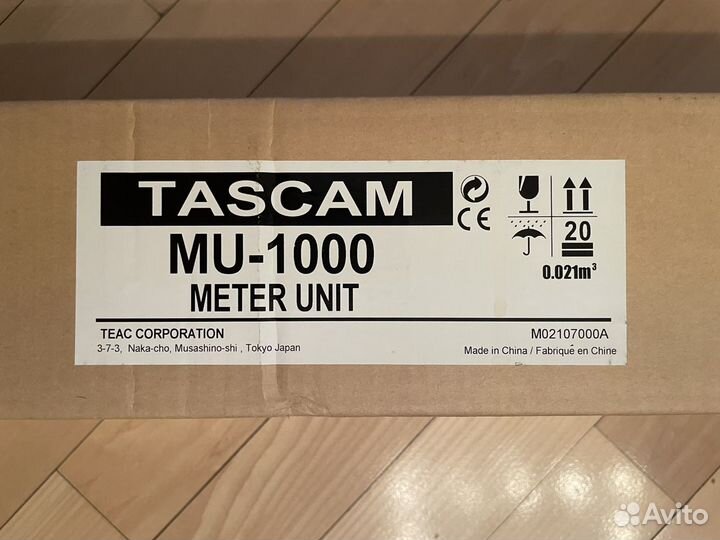 TASCAM
MU-1000
METER UNIT
CE
20
0.021m³
TEAC CORPORATION
3-7-3, Naka-cho, Musashino-shi , Tokyo Japan
M02107000A
Made in China / Fabriqué en Chine
Avito